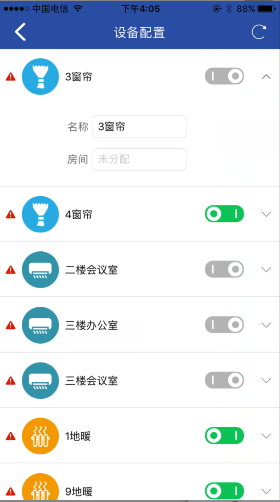 中国电信 下午4:05 88%
设备配置
3窗帘
名称 3窗帘
房间 未分配
4窗帘
二楼会议室
三楼办公室
三楼会议室
1地暖
9地暖